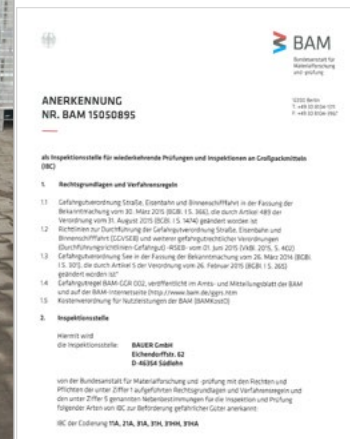 BAM
Bundesanstalt für
Materialforschung
und -prüfung
ANERKENNUNG
NR. BAM 15050895
12200 Berlin
T: +49 30 8104-1211
F: +49 30 8104-3967
als Inspektionsstelle für wiederkehrende Prüfungen und Inspektionen an Großpackmitteln
(IBC)
1. Rechtsgrundlagen und Verfahrensregeln
1.1 Gefahrgutverordnung Straße, Eisenbahn und Binnenschifffahrt in der Fassung der
Bekanntmachung vom 30. März 2015 (BGBl. I S. 366), die durch Artikel 489 der
Verordnung vom 31. August 2015 (BGBl. I S. 1474) geändert worden ist
1.2 Richtlinien zur Durchführung der Gefahrgutverordnung Straße, Eisenbahn und
Binnenschifffahrt (GGVSEB) und weiterer gefahrgutrechtlicher Verordnungen
(Durchführungsrichtlinien-Gefahrgut) -RSEB- vom 01. Juni 2015 (VkBl. 2015, S. 402)
1.3 Gefahrgutverordnung See in der Fassung der Bekanntmachung vom 26. März 2014 (BGBl.
I S. 301), die durch Artikel 5 der Verordnung vom 26. Februar 2015 (BGBl. I S. 265)
geändert worden ist"
1.4 Gefahrgutregel BAM-GGR 002, veröffentlicht im Amts- und Mitteilungsblatt der BAM
und auf der BAM-Internetseite (http://www.bam.de/ggrs.htm
1.5 Kostenverordnung für Nutzleistungen der BAM (BAMKostO)
2. Inspektionsstelle
Hiermit wird
die Inspektionsstelle: BAUER GmbH
Eichendorffstr. 62
D-46354 Südlohn
von der Bundesanstalt für Materialforschung und -prüfung mit den Rechten und
Pflichten der unter Ziffer 1 aufgeführten Rechtsgrundlagen und Verfahrensregeln und
den unter Ziffer 5 genannten Nebenbestimmungen für die Inspektion und Prüfung
folgender Arten von IBC zur Beförderung gefährlicher Güter anerkannt:
IBC der Codierung 11A, 21A, 31A, 31H, 31HH, 31HA